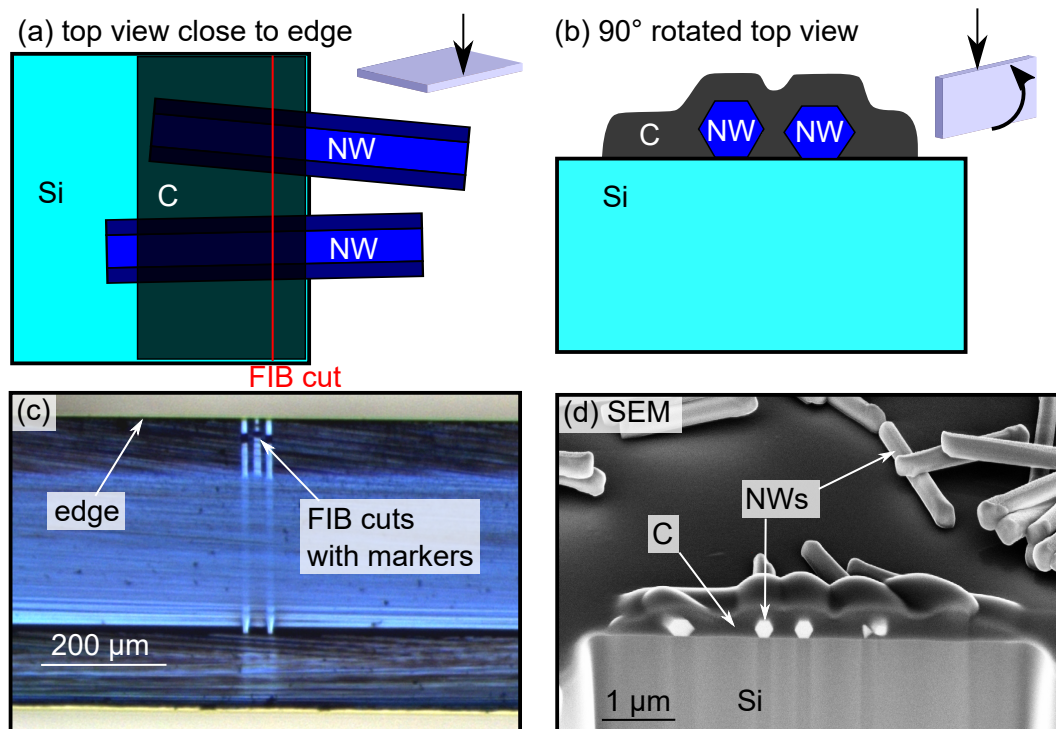 (a) top view close to edge
NW
Si
C
NW
FIB cut
(b) 90° rotated top view
NW
NW
C
Si
(c)
edge
FIB cuts
with markers
200 µm
(d) SEM
NWs
C
1 µm
Si